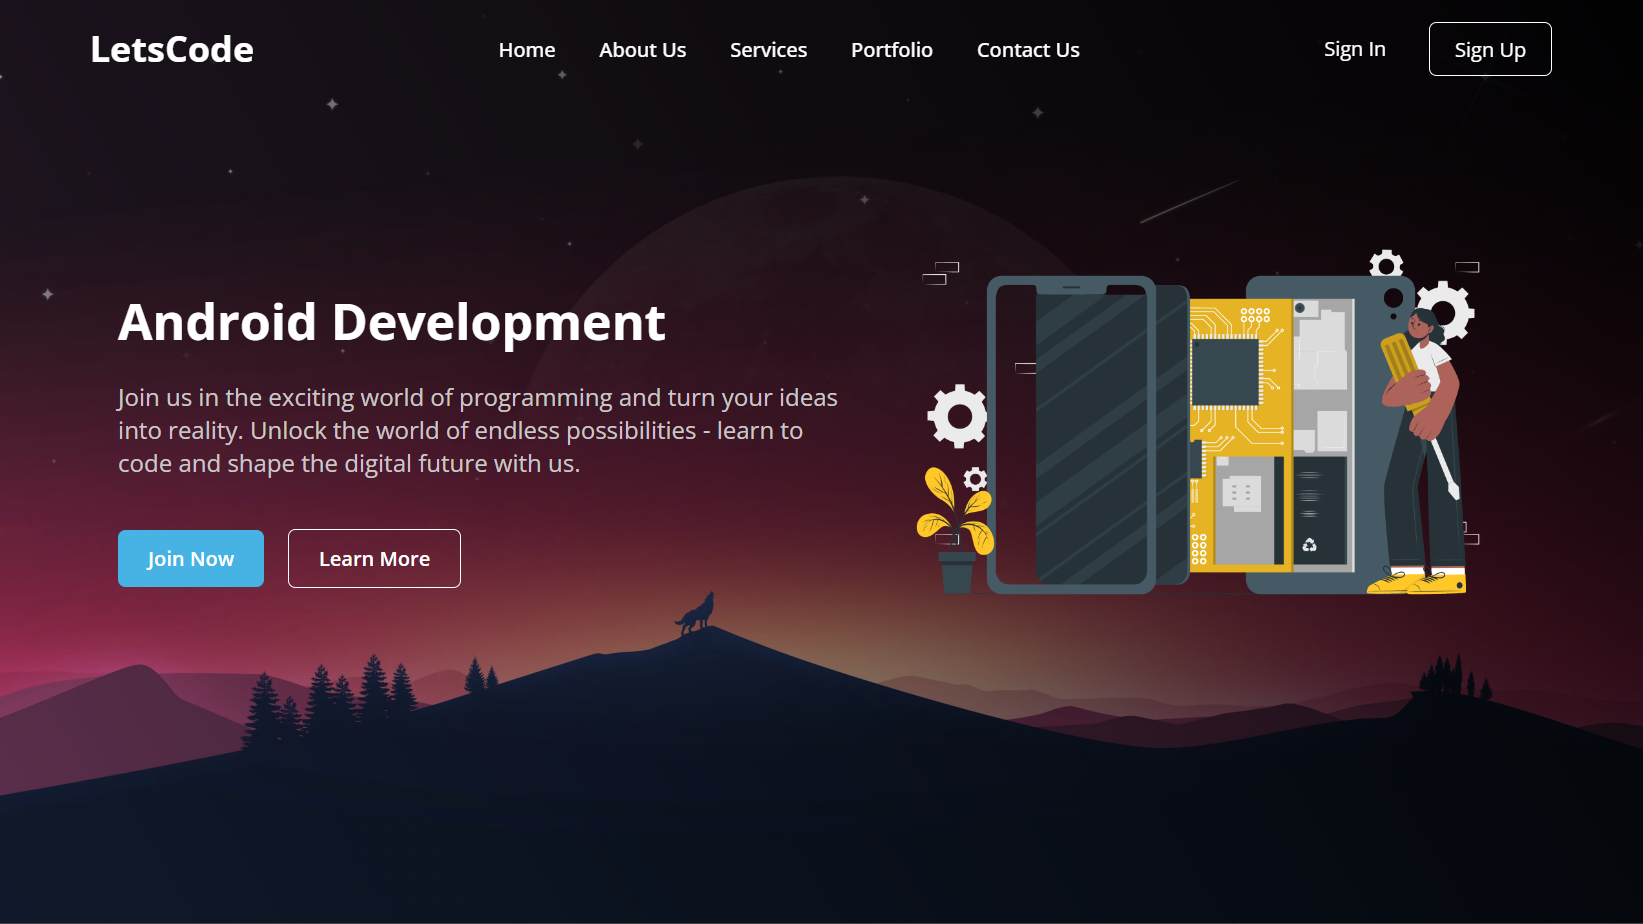 LetsCode
Home
About Us
Services
Portfolio
Contact Us
Sign In
Sign Up
Android Development
Join us in the exciting world of programming and turn your ideas
into reality. Unlock the world of endless possibilities - learn to
code and shape the digital future with us.
Join Now
Learn More